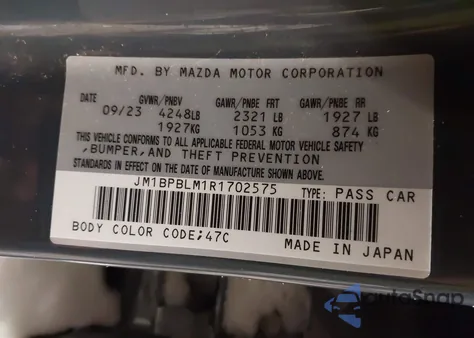 MFD. BY MAZDA MOTOR CORPORATION
DATE GVWR/PNBV GAWR/PNBE FRT GAWR/PNBE RR
09/23 4248LB 2321 LB 1927 LB
1927KG 1053 KG 874 KG
THIS VEHICLE CONFORMS TO ALL APPLICABLE FEDERAL MOTOR VEHICLE SAFETY
,BUMPER,AND THEFT PREVENTION
STANDARDS IN EFFECT ON THE DATE OF MANUFACTURE SHOWN ABOVE.
JM1BPBLM1R1702575 TYPE: PASS CAR
BODY COLOR CODE;47C MADE IN JAPAN
autoSnap